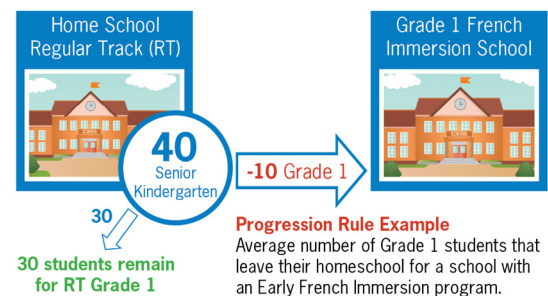 Home School
Regular Track (RT)
Grade 1 French
Immersion School
SCHOOL
SCHOOL
40
Senior
Kindergarten
-10 Grade 1
30
30 students remain
for RT Grade 1
Progression Rule Example
Average number of Grade 1 students that
leave their homeschool for a school with
an Early French Immersion program.